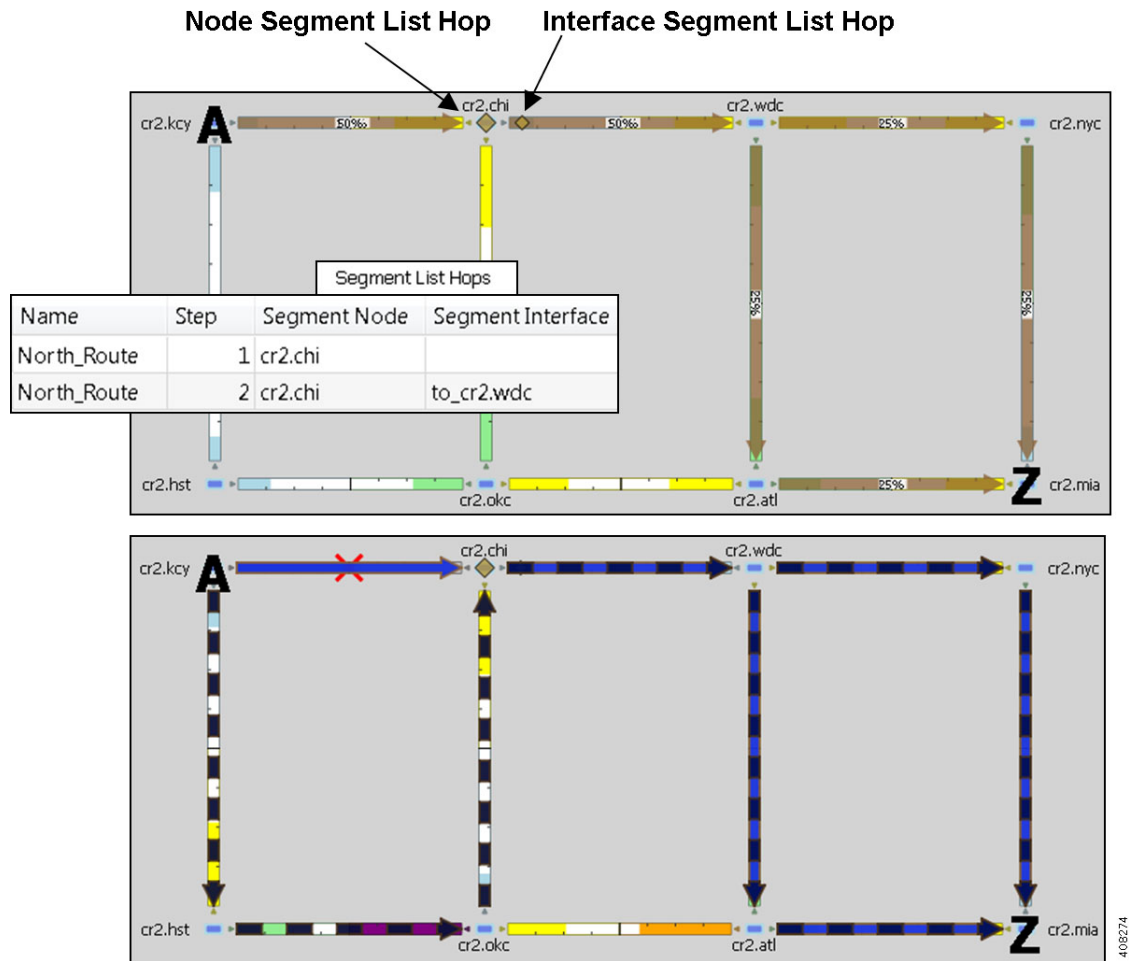 Node Segment List Hop Interface Segment List Hop
cr2.chi cr2.wdc
cr2.kcy A 50% 50% 25% cr2.nyc
25% 25%
Segment List Hops
Name Step Segment Node Segment Interface
North_Route 1 cr2.chi
North_Route 2 cr2.chi to_cr2.wdc
cr2.hst 25% Z cr2.mia
cr2.okc cr2.atl
cr2.chi cr2.wdc
cr2.kcy A cr2.nyc
cr2.hst Z cr2.mia
cr2.okc cr2.atl
408274